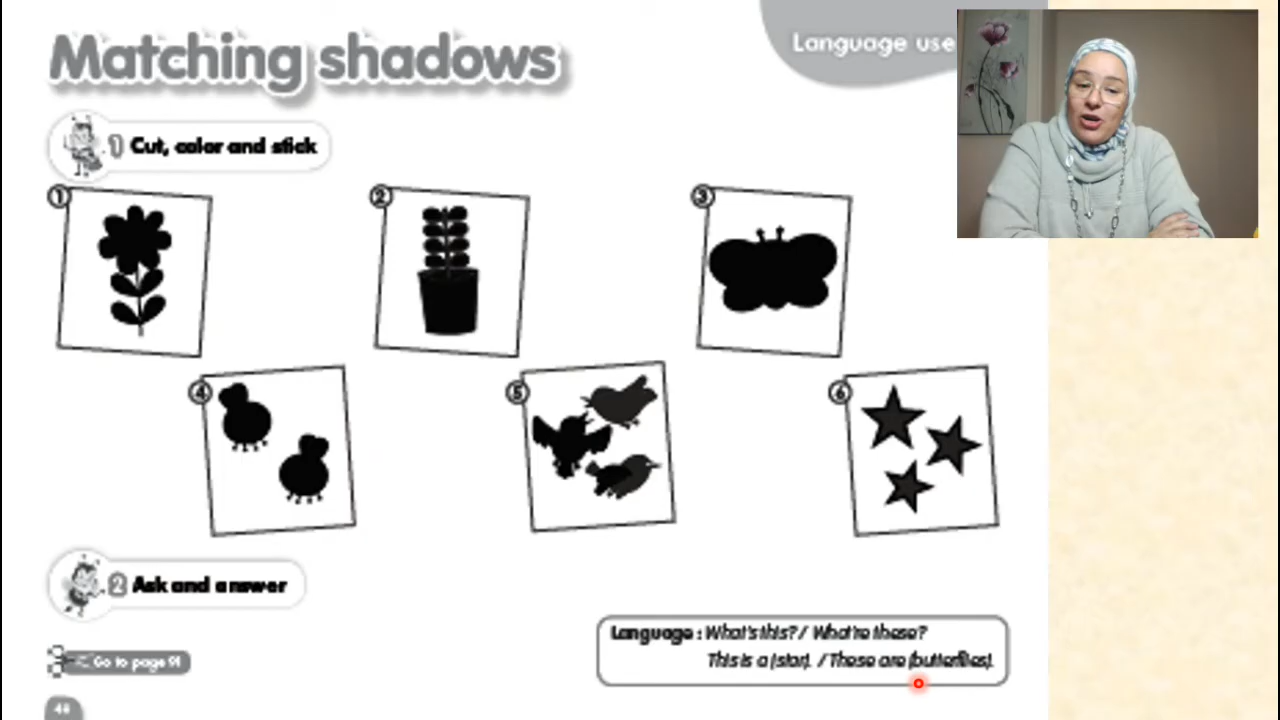 Matching shadows
Language use
1 Cut, color and stick
1
2
3
4
5
6
2 Ask and answer
Language : What's this? / What're these?
This is a (star). / These are (butterflies).
Go to page 91